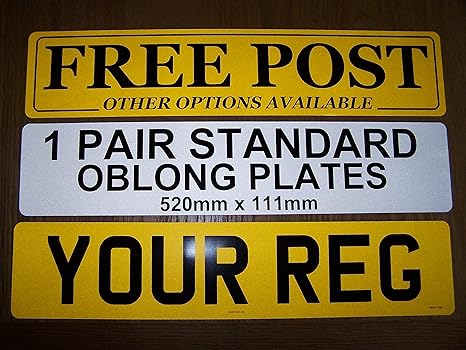 FREE POST
OTHER OPTIONS AVAILABLE
1 PAIR STANDARD
OBLONG PLATES
520mm x 111mm
YOUR REG